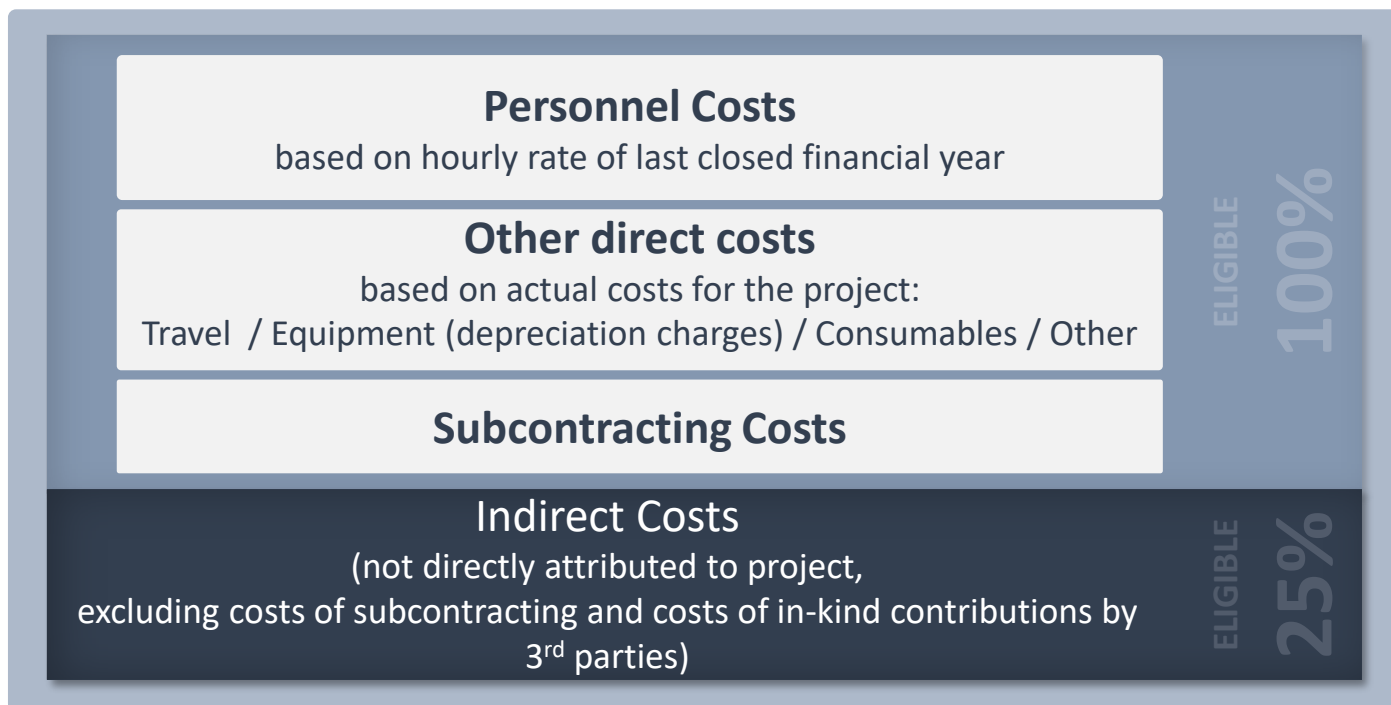 Personnel Costs
based on hourly rate of last closed financial year
Other direct costs
based on actual costs for the project:
Travel / Equipment (depreciation charges) / Consumables / Other
Subcontracting Costs
ELIGIBLE
100%
Indirect Costs
(not directly attributed to project,
excluding costs of subcontracting and costs of in-kind contributions by
3rd parties)
ELIGIBLE
25%